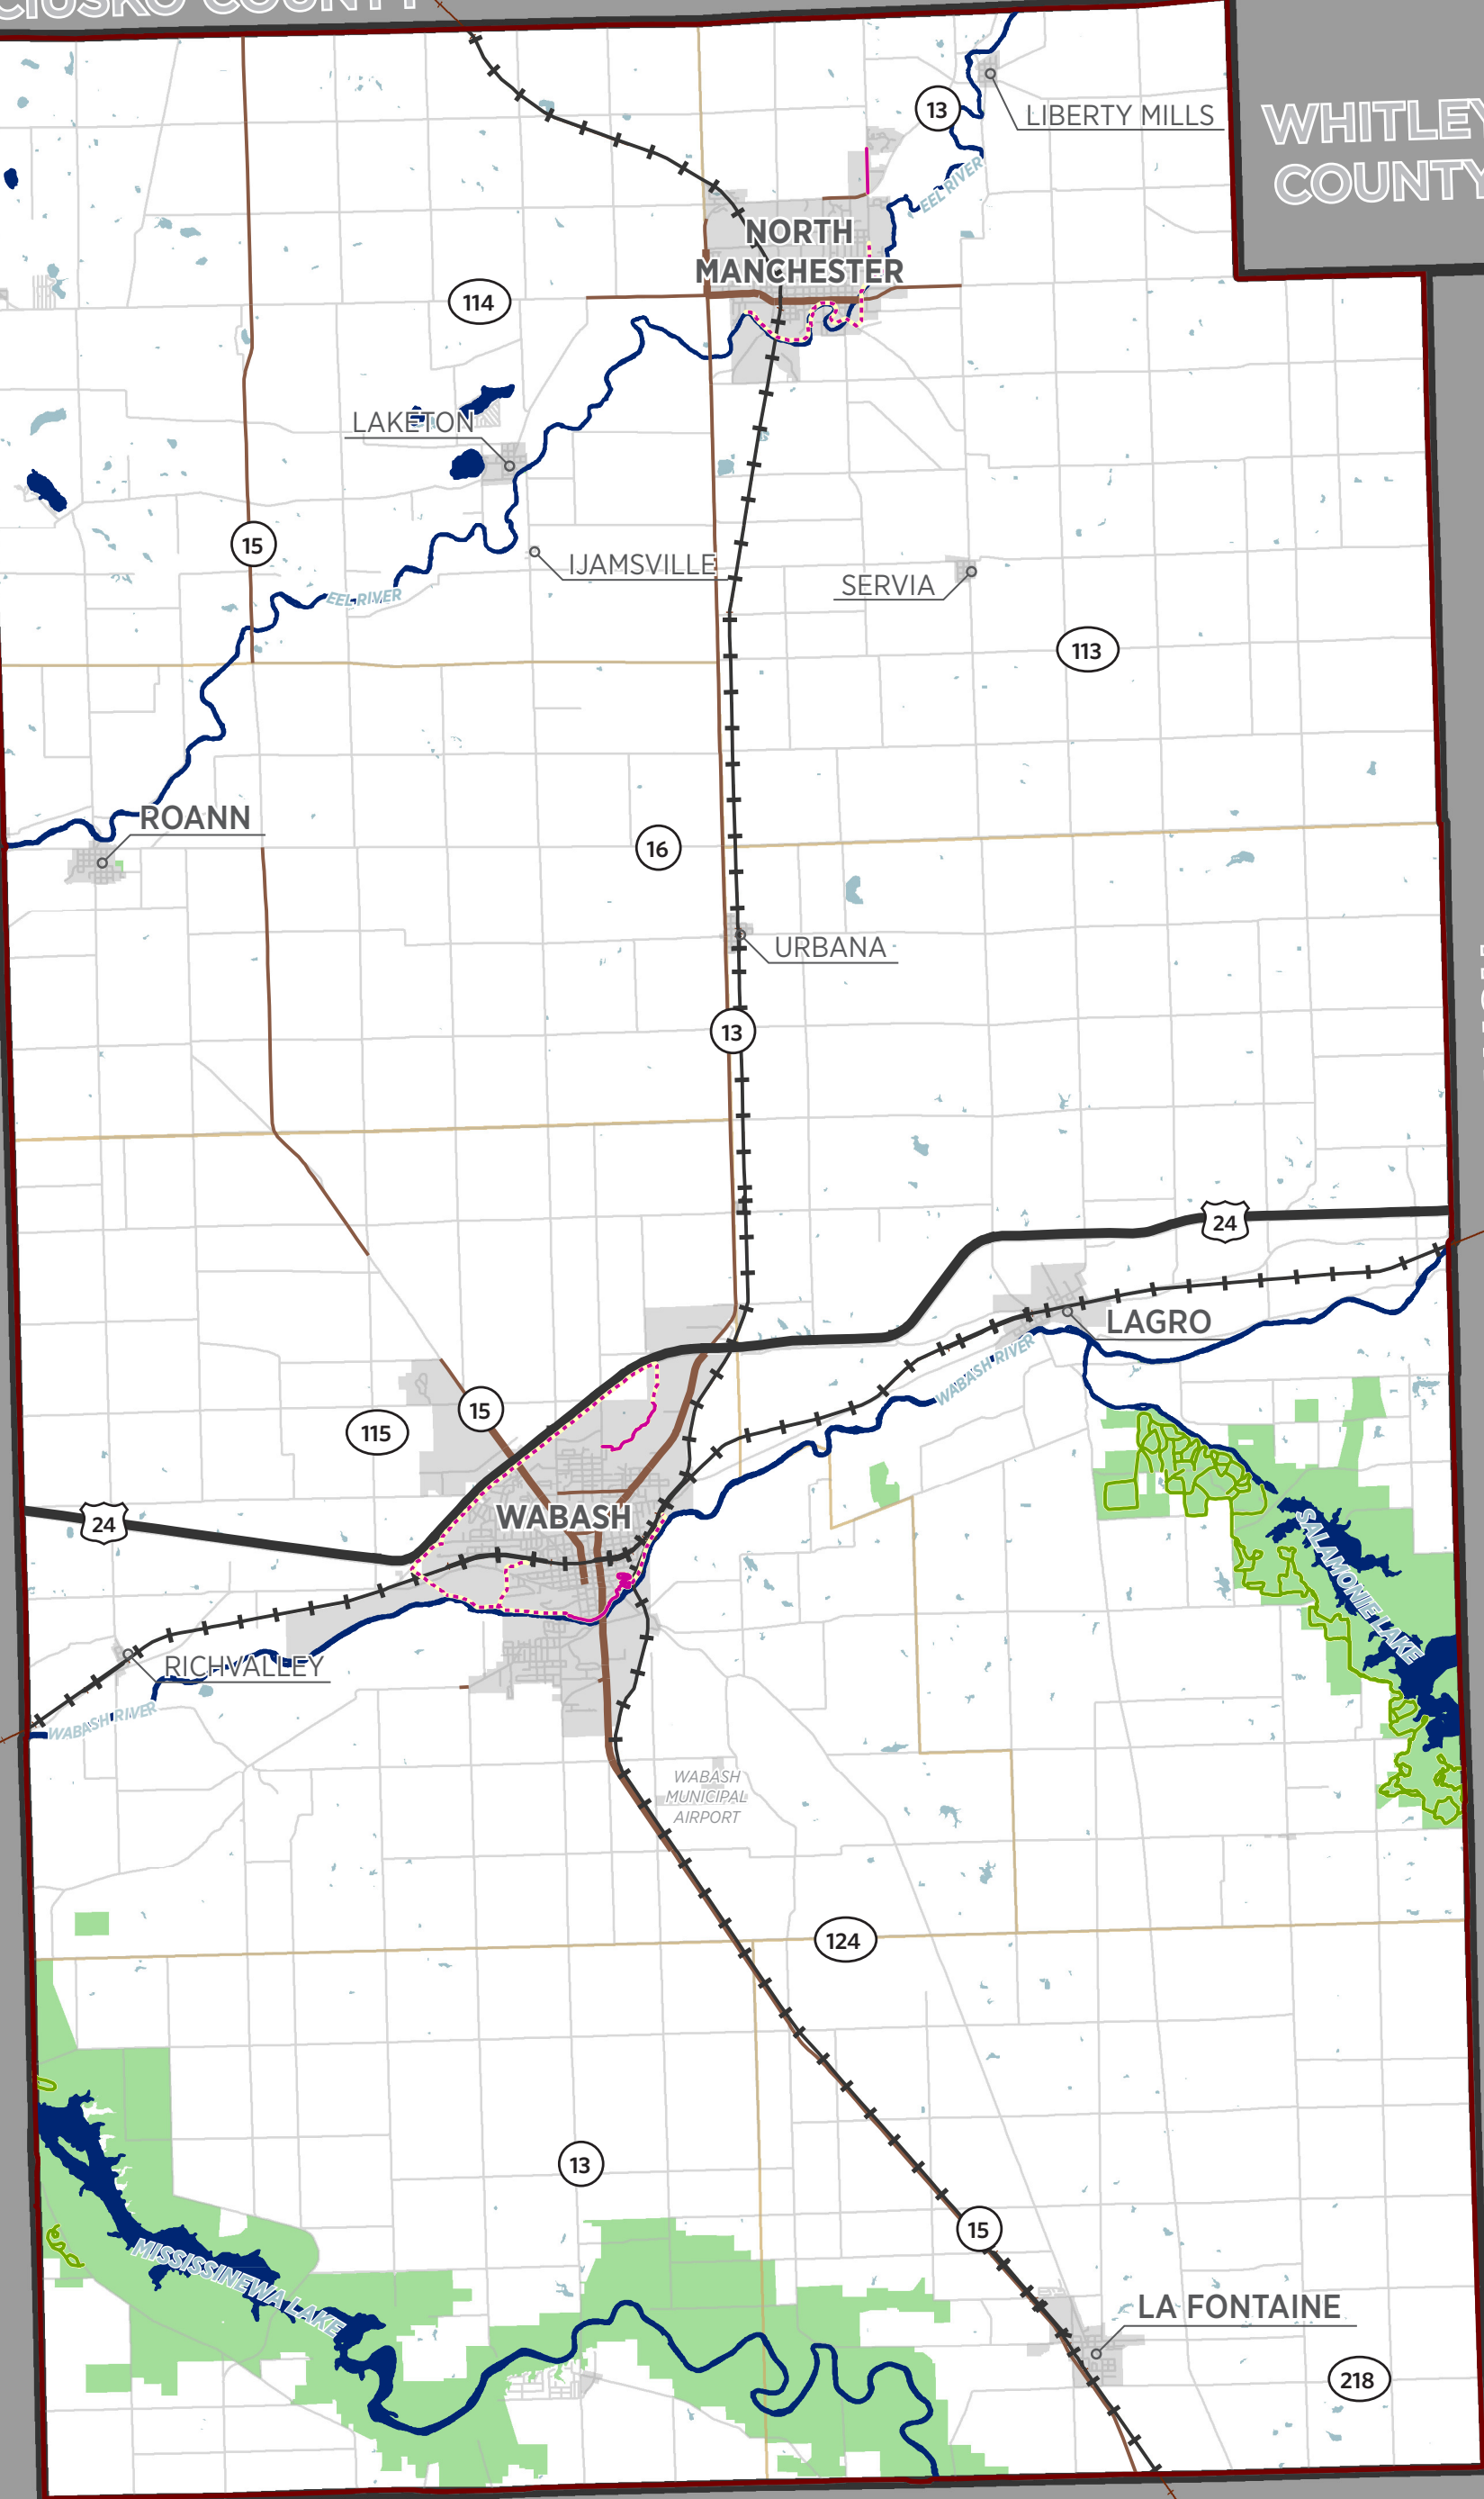 CIUSKO COUNTY
WHITLEY
COUNTY
13
LIBERTY MILLS
EEL RIVER
NORTH
MANCHESTER
114
LAKETON
15
IJAMSVILLE
SERVIA
EEL RIVER
113
ROANN
16
URBANA
13
24
LAGRO
WABASH RIVER
15
115
WABASH
24
SALAMONIE LAKE
RICHVALLEY
WABASH RIVER
WABASH
MUNICIPAL
AIRPORT
124
13
15
MISSISSINEWA LAKE
LA FONTAINE
218